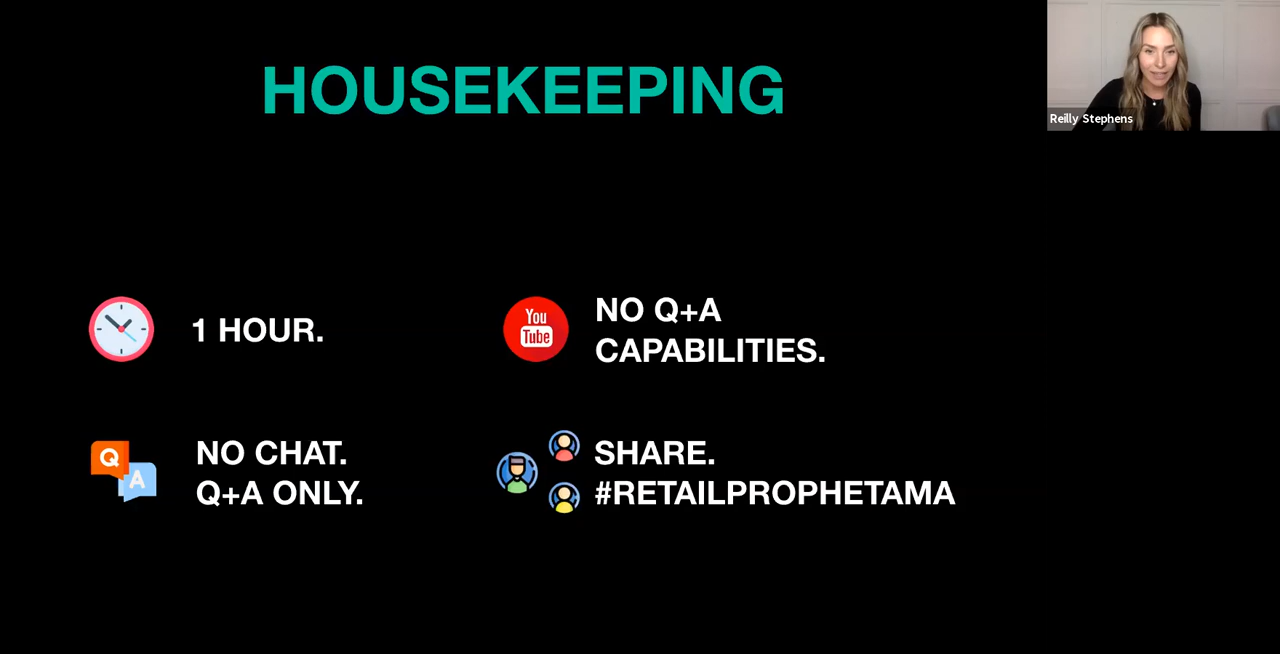 HOUSEKEEPING
Reilly Stephens
1 HOUR.
You
Tube
NO Q+A
CAPABILITIES.
Q
A
NO CHAT.
Q+A ONLY.
SHARE.
#RETAILPROPHETAMA